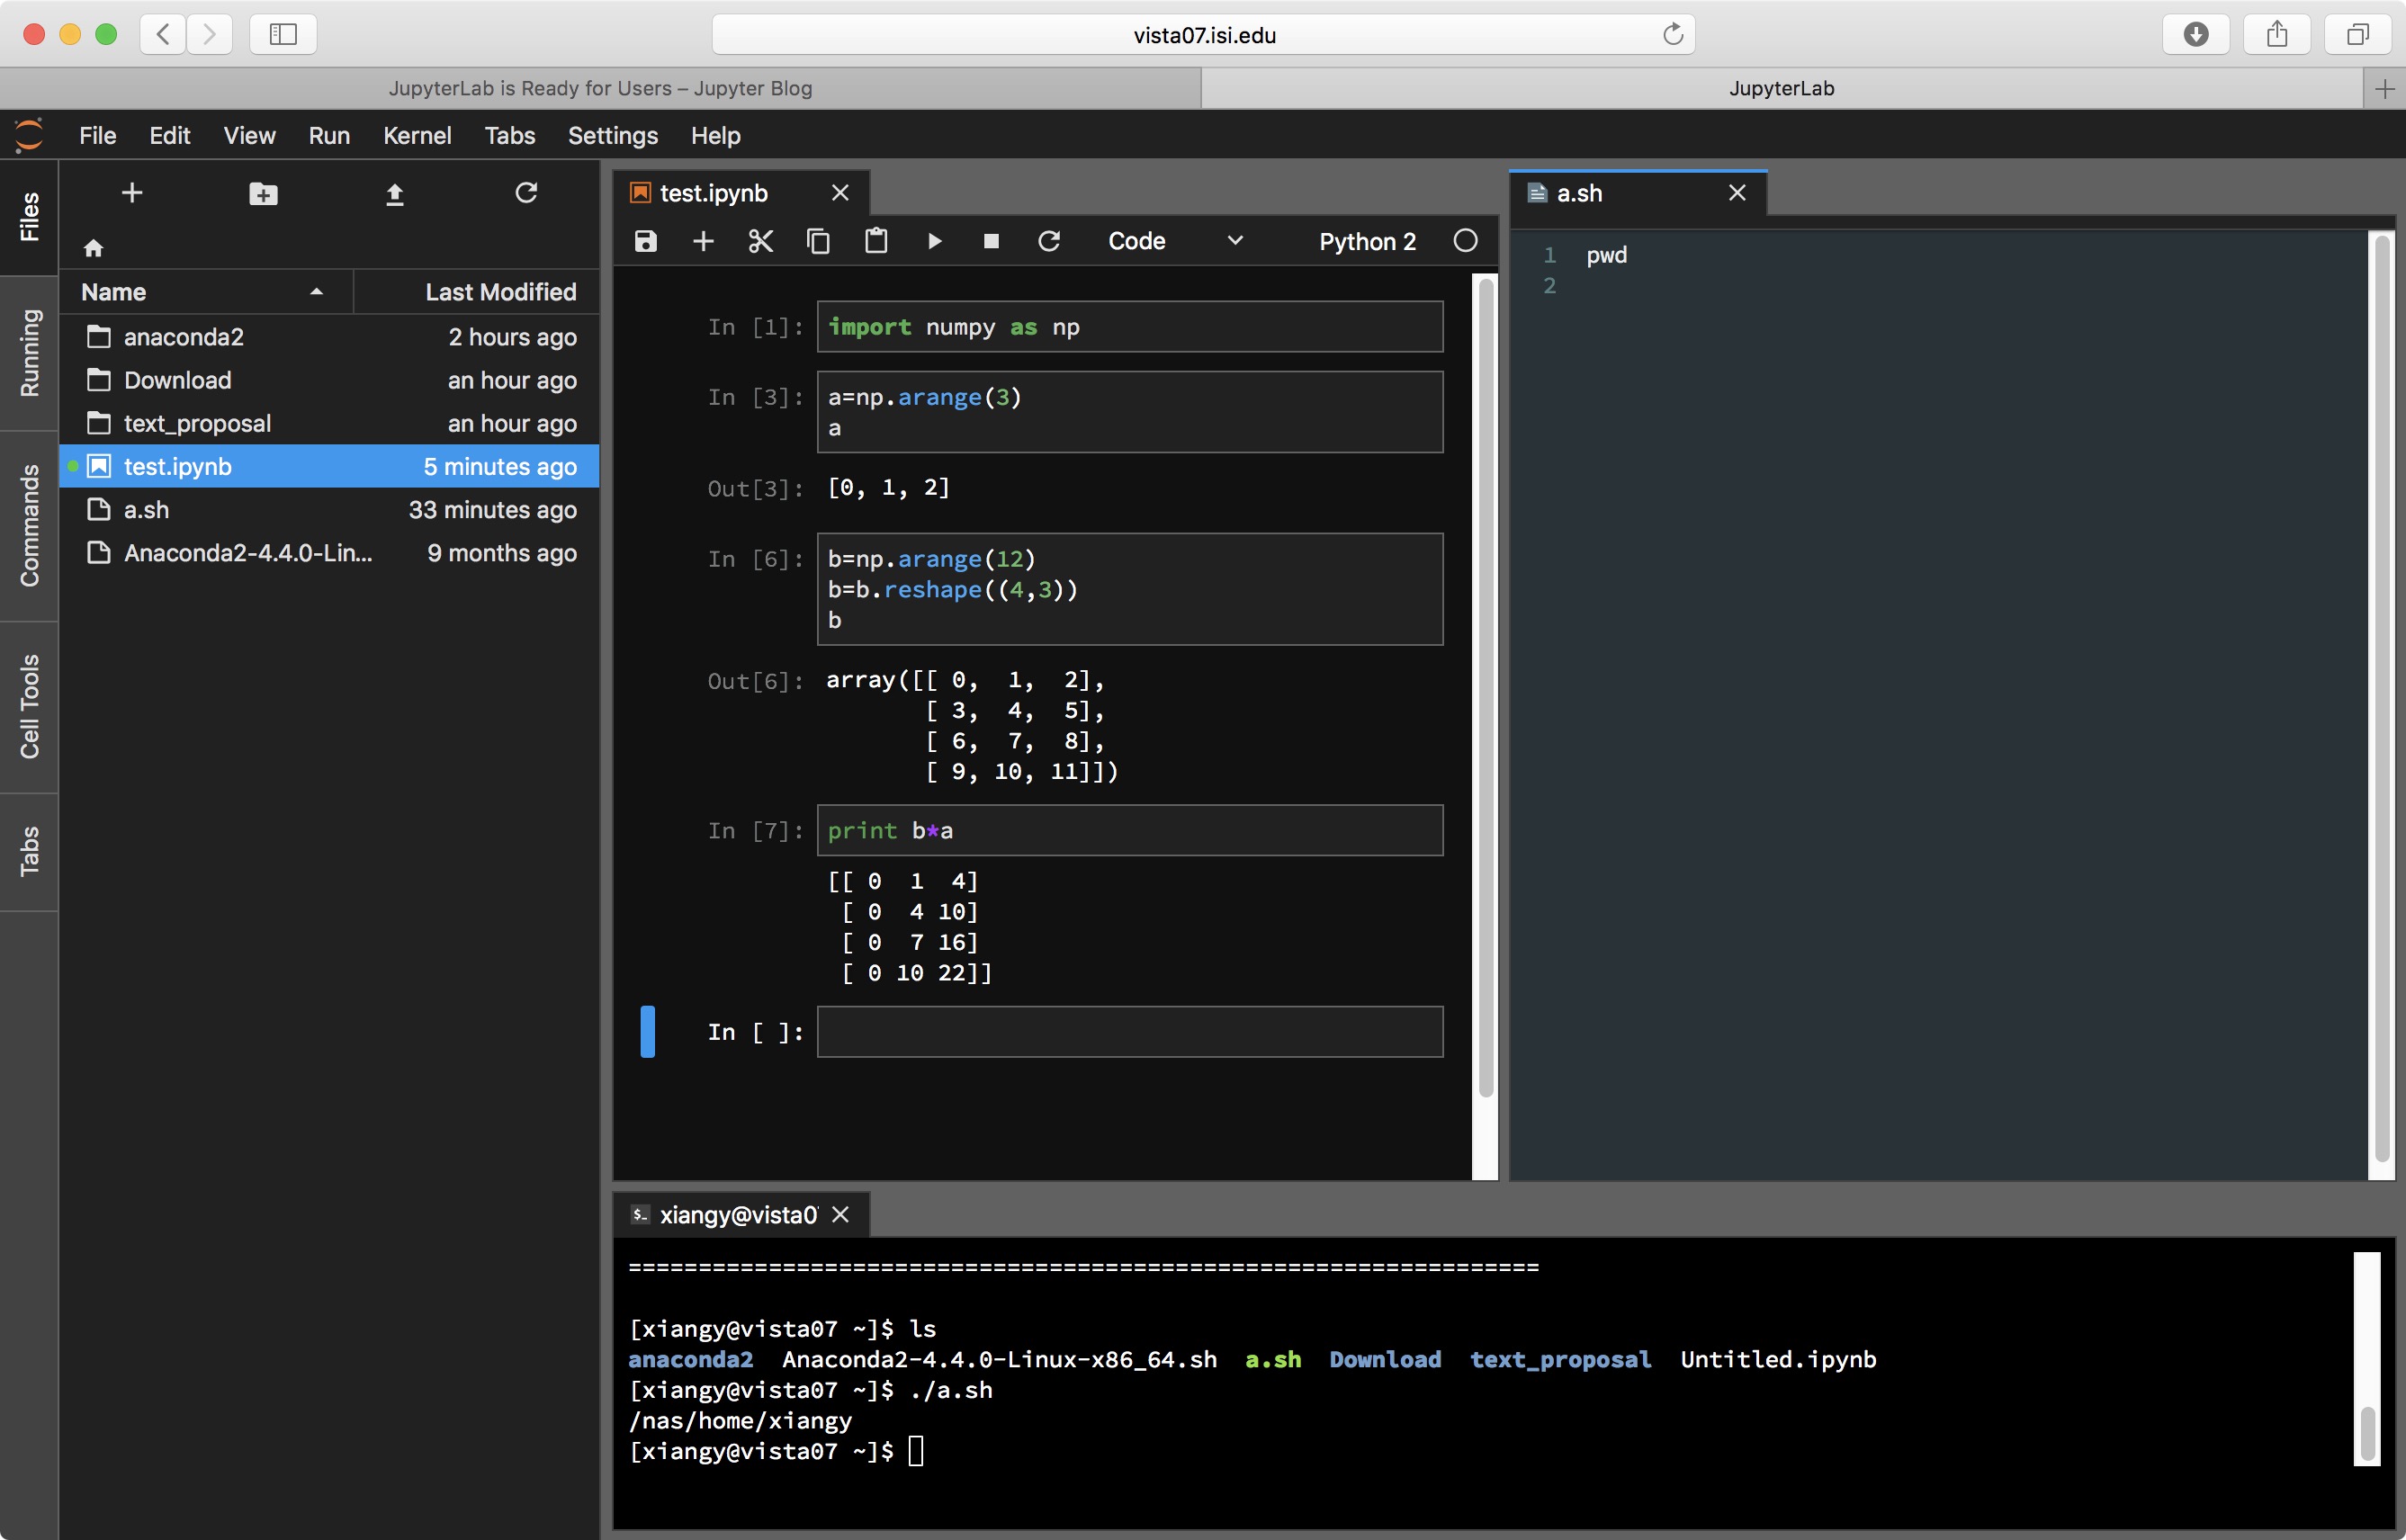 vista07.isi.edu
JupyterLab is Ready for Users – Jupyter Blog
JupyterLab
File Edit View Run Kernel Tabs Settings Help
Files
Running
Commands
Cell Tools
Tabs
Name Last Modified
anaconda2 2 hours ago
Download an hour ago
text_proposal an hour ago
test.ipynb 5 minutes ago
a.sh 33 minutes ago
Anaconda2-4.4.0-Lin... 9 months ago
test.ipynb
Code Python 2
In [1]: import numpy as np
In [3]: a=np.arange(3)
a
Out[3]: [0, 1, 2]
In [6]: b=np.arange(12)
b=b.reshape((4,3))
b
Out[6]: array([[ 0,  1,  2],
[ 3,  4,  5],
[ 6,  7,  8],
[ 9, 10, 11]])
In [7]: print b*a
[[ 0  1  4]
[ 0  4 10]
[ 0  7 16]
[ 0 10 22]]
In [ ]:
a.sh
1 pwd
2
$_ xiangy@vista0
=================================================================
[xiangy@vista07 ~]$ ls
anaconda2  Anaconda2-4.4.0-Linux-x86_64.sh  a.sh  Download  text_proposal  Untitled.ipynb
[xiangy@vista07 ~]$ ./a.sh
/nas/home/xiangy
[xiangy@vista07 ~]$